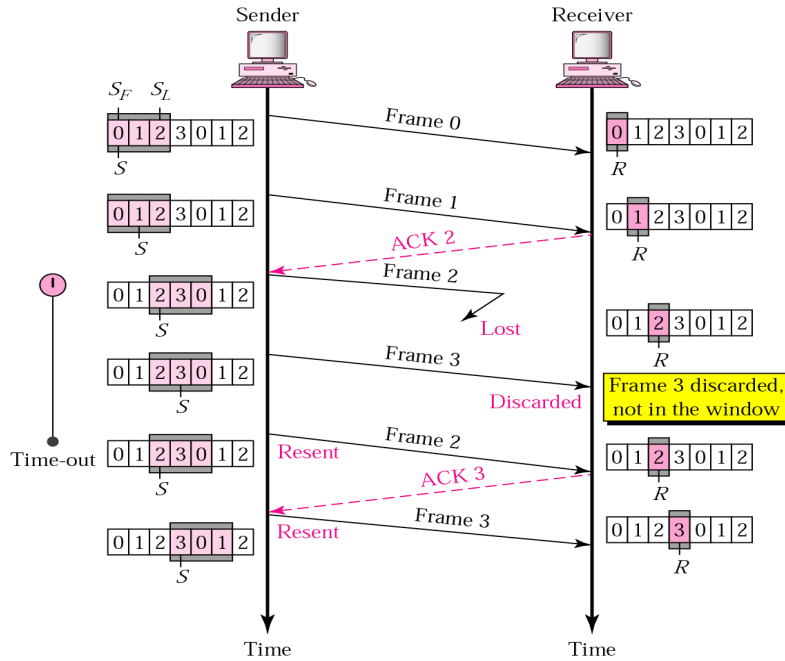 Sender Receiver
S_F S_L
Frame 0
0 1 2 3 0 1 2
0 1 2 3 0 1 2
S
R
Frame 1
0 1 2 3 0 1 2
0 1 2 3 0 1 2
S
R
ACK 2
Frame 2
0 1 2 3 0 1 2
0 1 2 3 0 1 2
S
Lost
R
Frame 3
0 1 2 3 0 1 2
S
Discarded
Frame 3 discarded,
not in the window
Time-out
Frame 2
Resent
0 1 2 3 0 1 2
0 1 2 3 0 1 2
S
R
ACK 3
Frame 3
Resent
0 1 2 3 0 1 2
0 1 2 3 0 1 2
S
R
Time Time